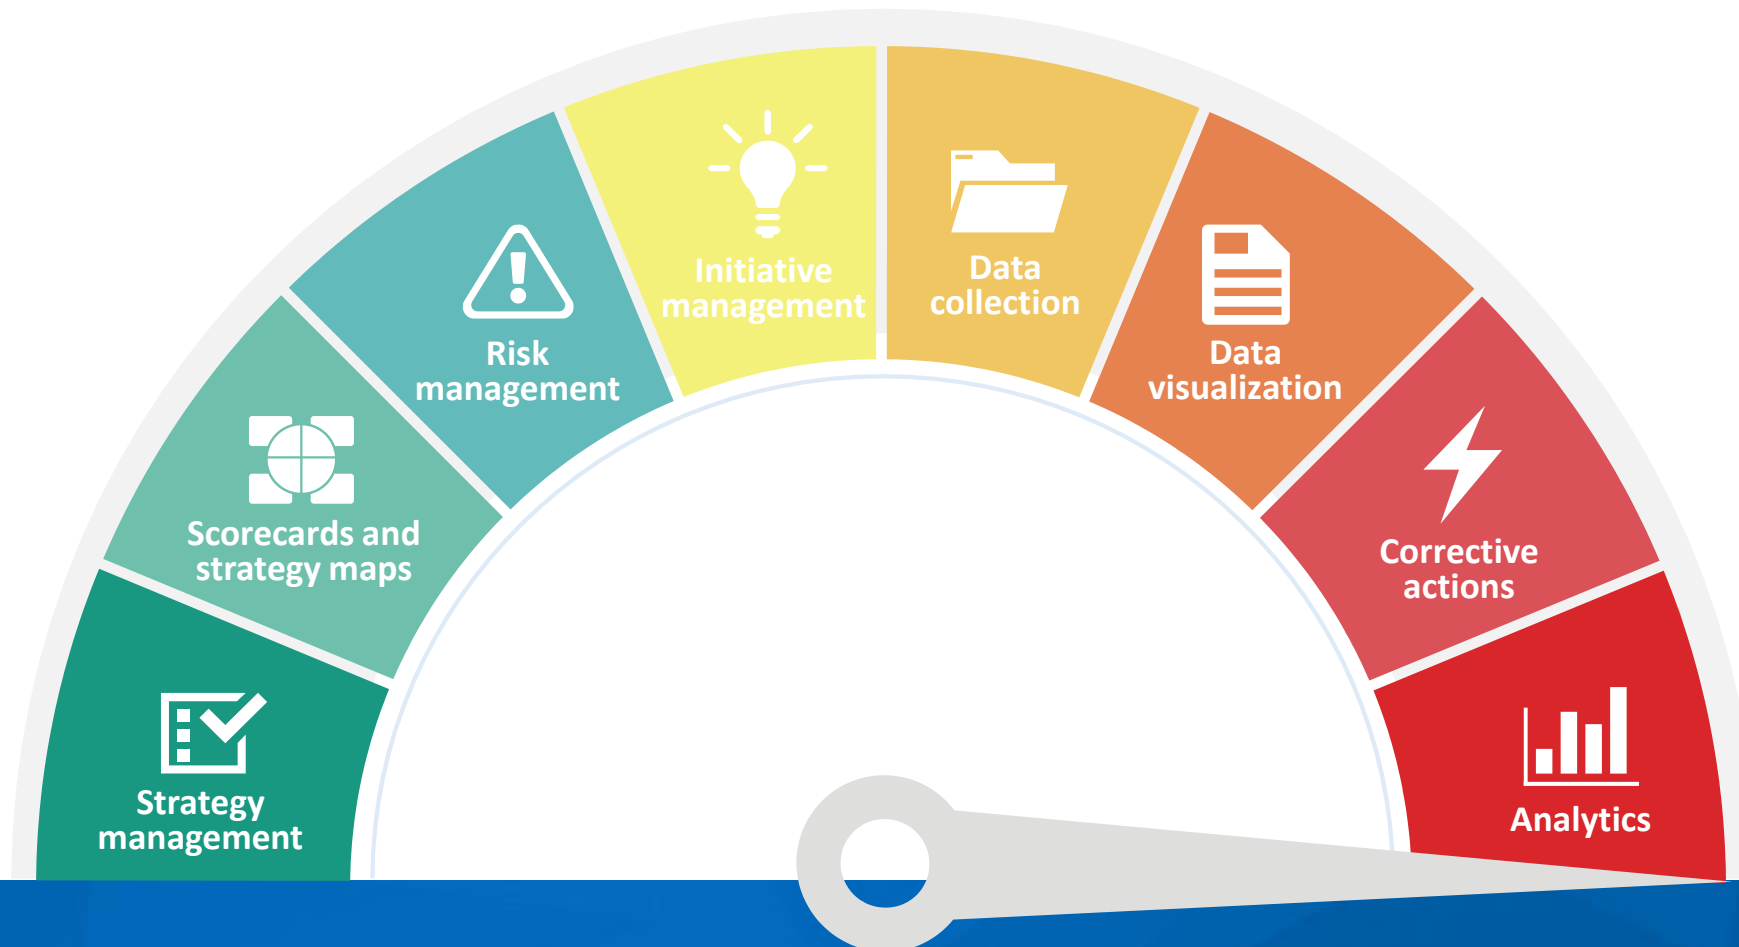 Strategy
management
Scorecards and
strategy maps
Risk
management
Initiative
management
Data
collection
Data
visualization
Corrective
actions
Analytics